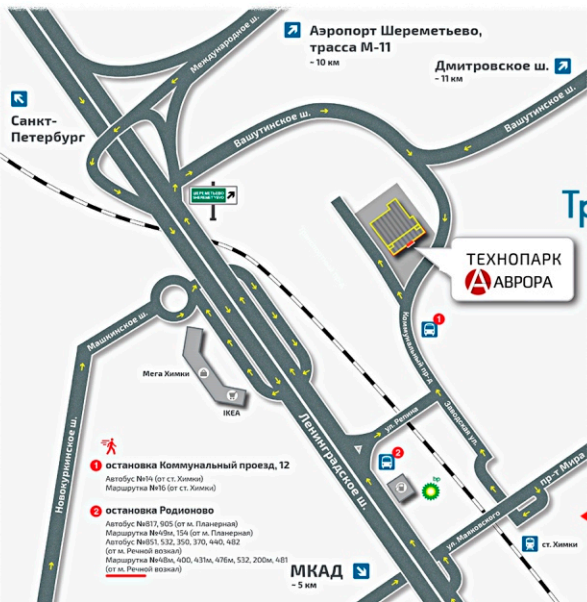 Международное ш.
Аэропорт Шереметьево,
трасса М-11
~ 10 км
Дмитровское ш.
~ 11 км
Санкт-
Петербург
Вашутинское ш.
Вашутинское ш.
ШЕРЕМЕТЬЕВО
Тр
ТЕХНОПАРК
АВРОРА
1
Коммунальный пр-д
Машкинское ш.
Мега Химки
IKEA
Новокуркинское ш.
Ленинградское ш.
ул. Репина
Заводская ул.
2
bp
пр-т Мира
ул. Маяковского
ст. Химки
1 остановка Коммунальный проезд, 12
Автобус №14 (от ст. Химки)
Маршрутка №16 (от ст. Химки)
2 остановка Родионово
Автобус №817, 905 (от м. Планерная)
Маршрутка №49м, 154 (от м. Планерная)
Автобус №851, 532, 350, 370, 440, 482
(от м. Речной вокзал)
Маршрутка №48м, 400, 431м, 476м, 532, 200м, 481
(от м. Речной вокзал)
МКАД
~ 5 км